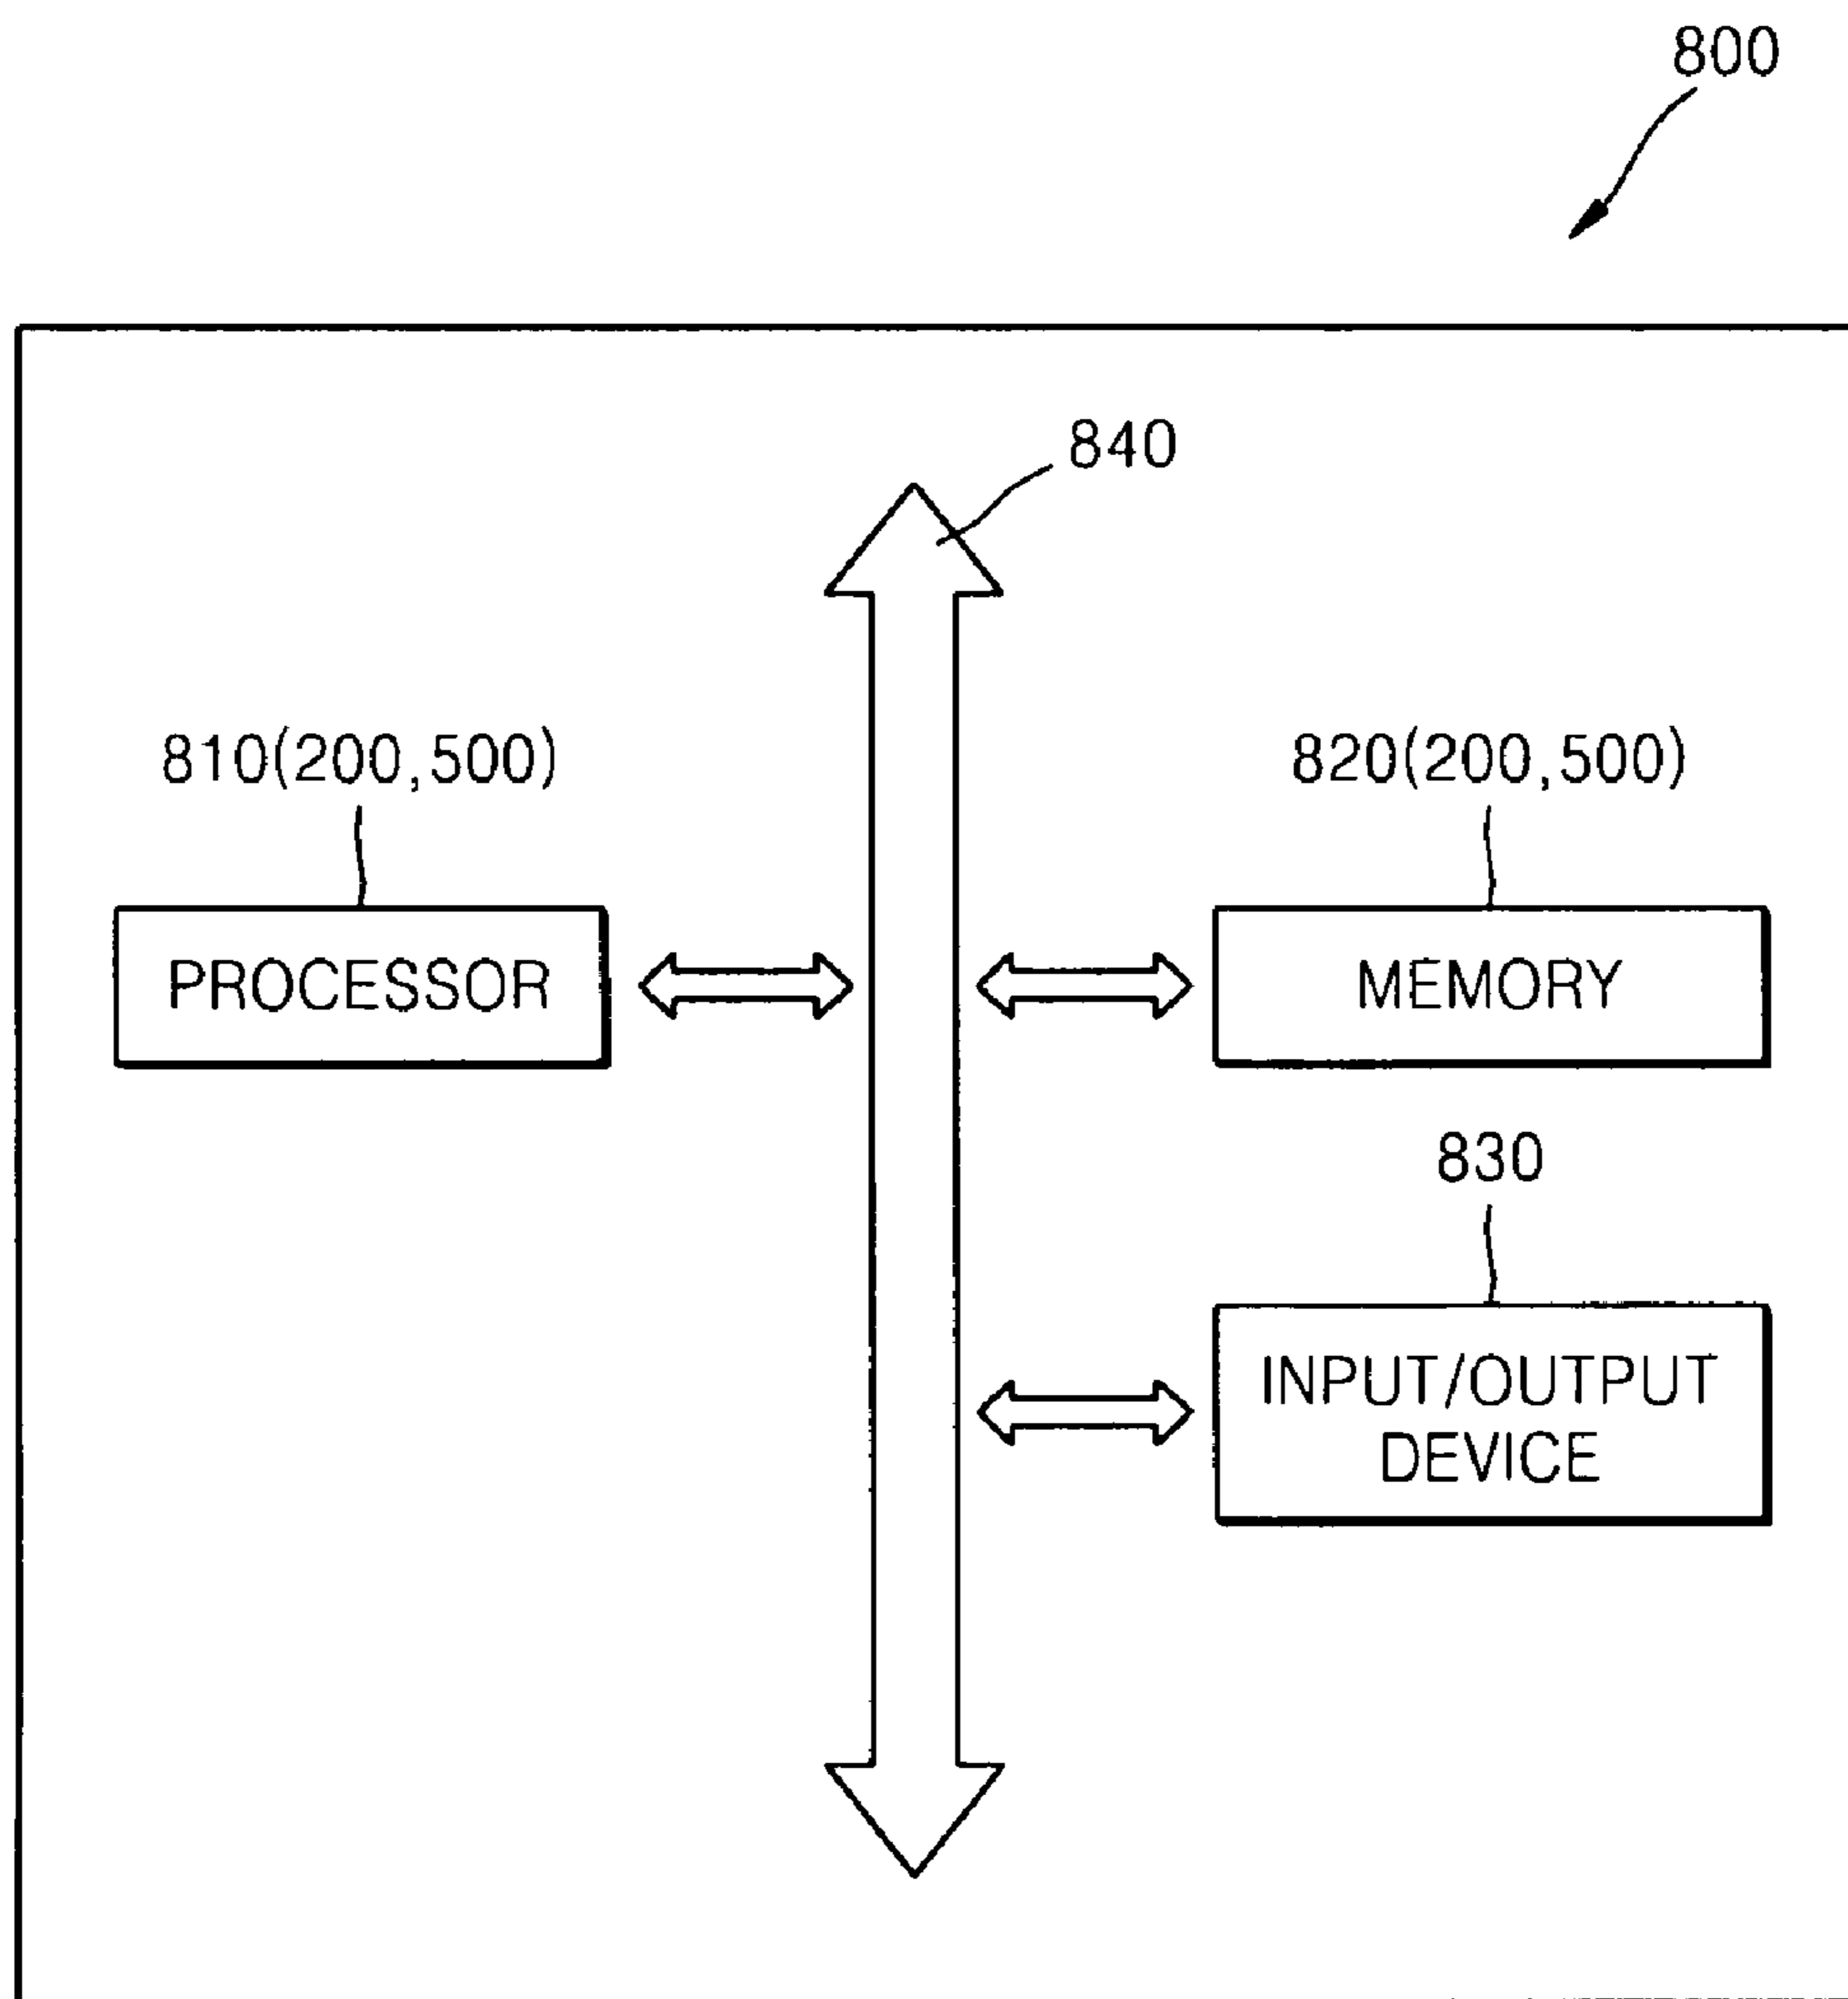 800
840
810(200,500)
820(200,500)
PROCESSOR
MEMORY
830
INPUT/OUTPUT
DEVICE